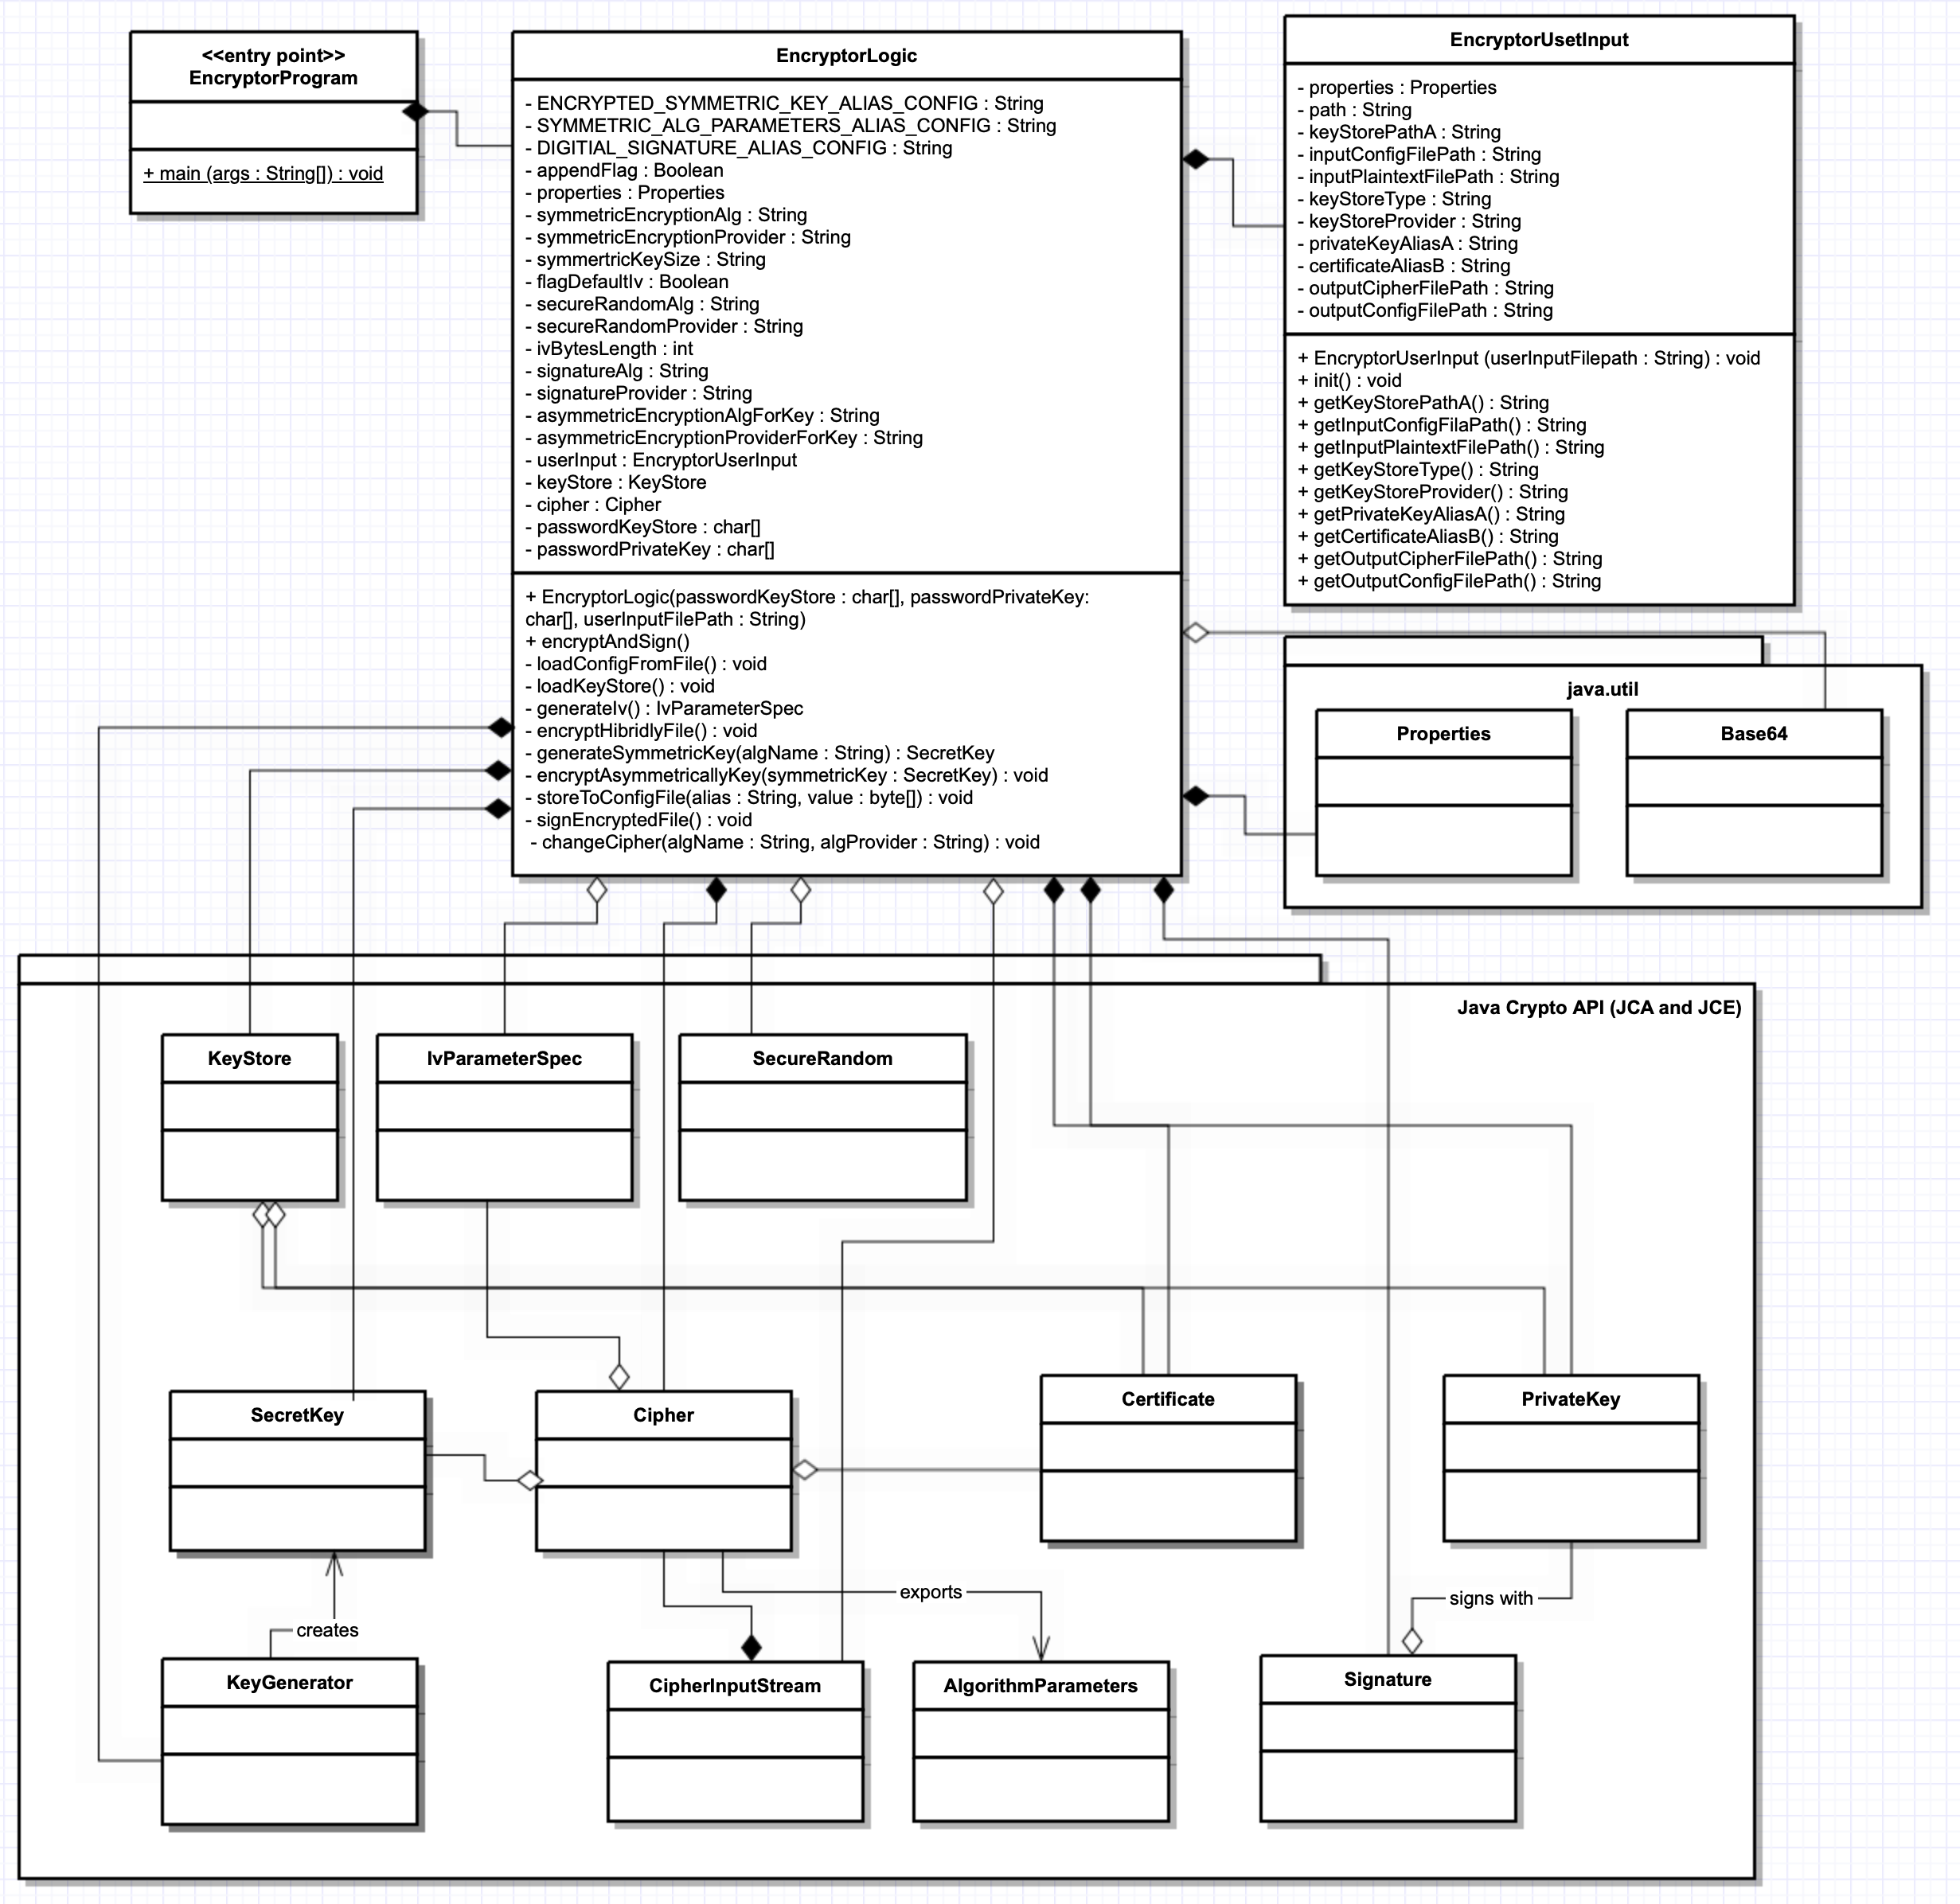 <<entry point>>
EncryptorProgram
+ main (args : String[]) : void
EncryptorLogic
- ENCRYPTED_SYMMETRIC_KEY_ALIAS_CONFIG : String
- SYMMETRIC_ALG_PARAMETERS_ALIAS_CONFIG : String
- DIGITIAL_SIGNATURE_ALIAS_CONFIG : String
- appendFlag : Boolean
- properties : Properties
- symmetricEncryptionAlg : String
- symmetricEncryptionProvider : String
- symmertricKeySize : String
- flagDefaultIv : Boolean
- secureRandomAlg : String
- secureRandomProvider : String
- ivBytesLength : int
- signatureAlg : String
- signatureProvider : String
- asymmetricEncryptionAlgForKey : String
- asymmetricEncryptionProviderForKey : String
- userInput : EncryptorUserInput
- keyStore : KeyStore
- cipher : Cipher
- passwordKeyStore : char[]
- passwordPrivateKey : char[]
+ EncryptorLogic(passwordKeyStore : char[], passwordPrivateKey:
char[], userInputFilePath : String)
+ encryptAndSign()
- loadConfigFromFile() : void
- loadKeyStore() : void
- generateIv() : IvParameterSpec
- encryptHibridlyFile() : void
- generateSymmetricKey(algName : String) : SecretKey
- encryptAsymmetricallyKey(symmetricKey : SecretKey) : void
- storeToConfigFile(alias : String, value : byte[]) : void
- signEncryptedFile() : void
- changeCipher(algName : String, algProvider : String) : void
EncryptorUsetInput
- properties : Properties
- path : String
- keyStorePathA : String
- inputConfigFilePath : String
- inputPlaintextFilePath : String
- keyStoreType : String
- keyStoreProvider : String
- privateKeyAliasA : String
- certificateAliasB : String
- outputCipherFilePath : String
- outputConfigFilePath : String
+ EncryptorUserInput (userInputFilepath : String) : void
+ init() : void
+ getKeyStorePathA() : String
+ getInputConfigFilaPath() : String
+ getInputPlaintextFilePath() : String
+ getKeyStoreType() : String
+ getKeyStoreProvider() : String
+ getPrivateKeyAliasA() : String
+ getCertificateAliasB() : String
+ getOutputCipherFilePath() : String
+ getOutputConfigFilePath() : String
java.util
Properties
Base64
Java Crypto API (JCA and JCE)
KeyStore
IvParameterSpec
SecureRandom
SecretKey
Cipher
Certificate
PrivateKey
exports
signs with
creates
KeyGenerator
CipherInputStream
AlgorithmParameters
Signature